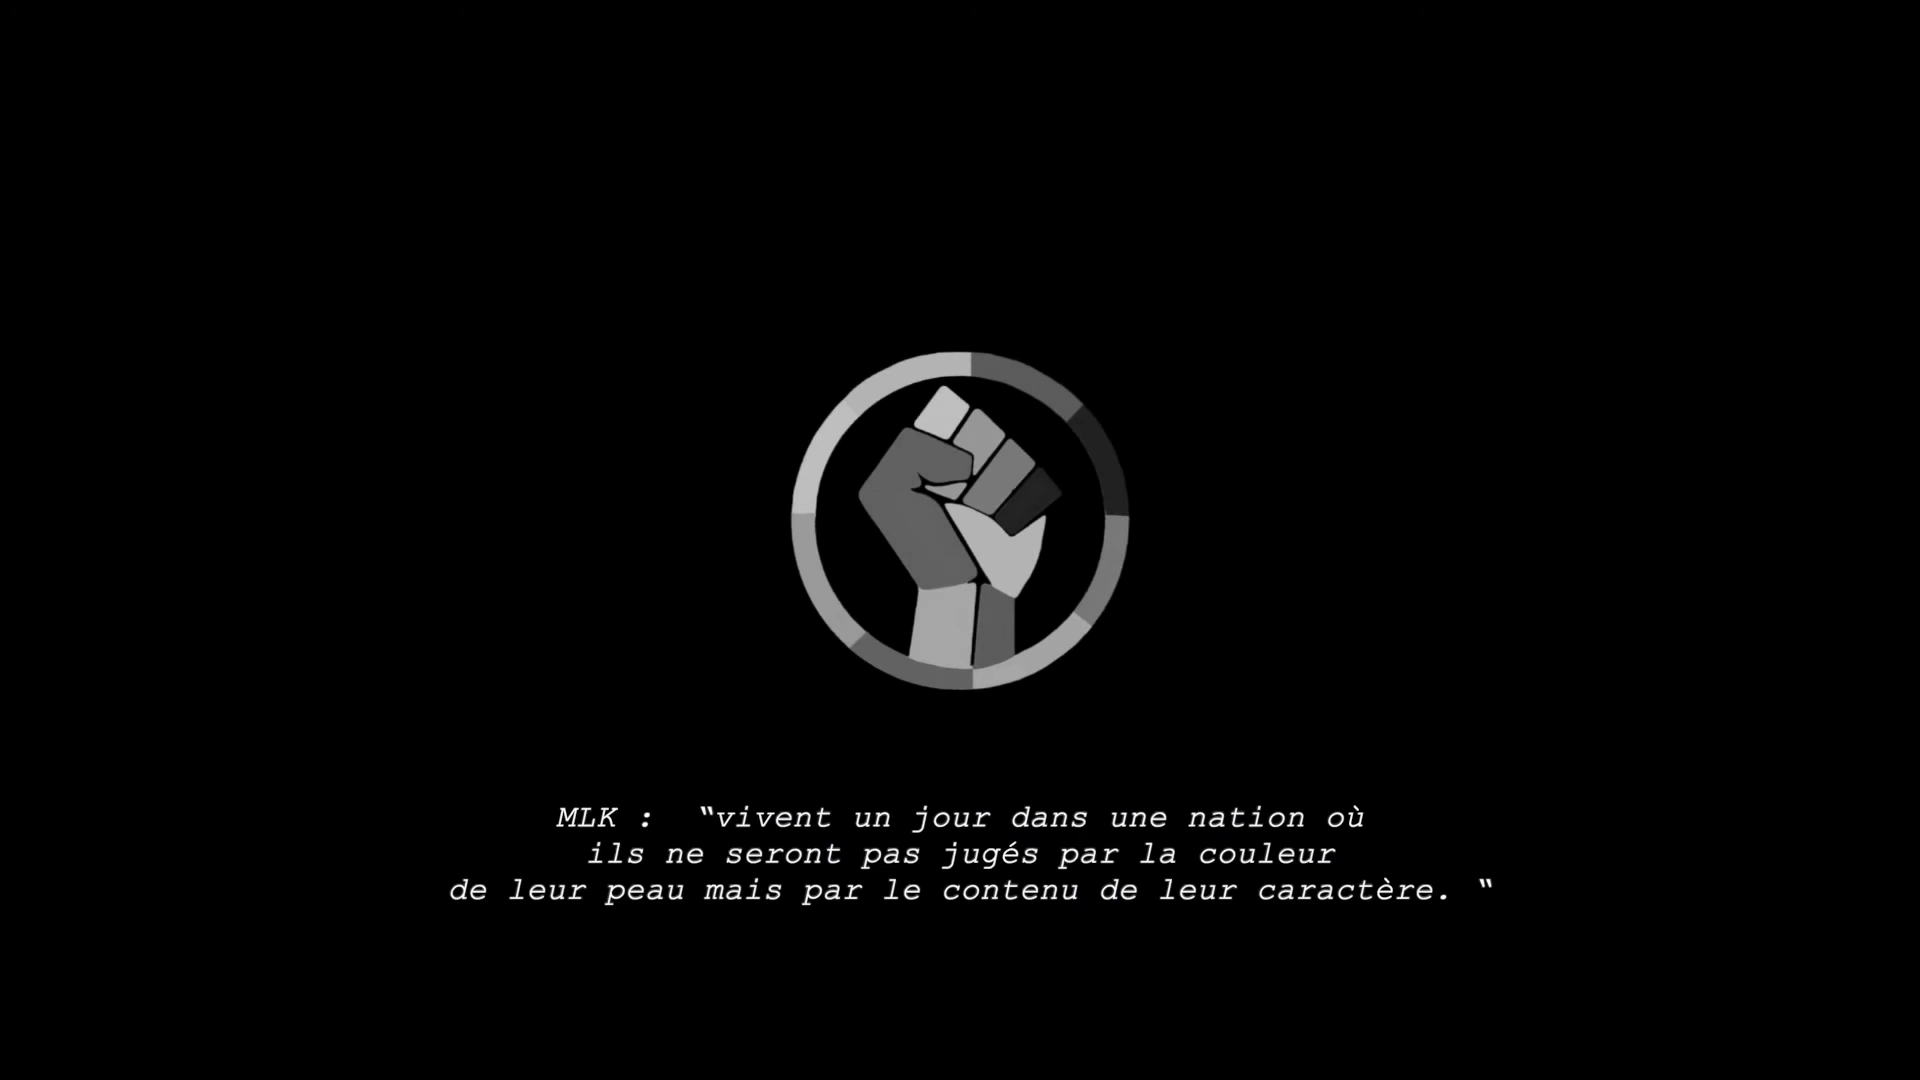 MLK :  “vivent un jour dans une nation où
ils ne seront pas jugés par la couleur
de leur peau mais par le contenu de leur caractère. “